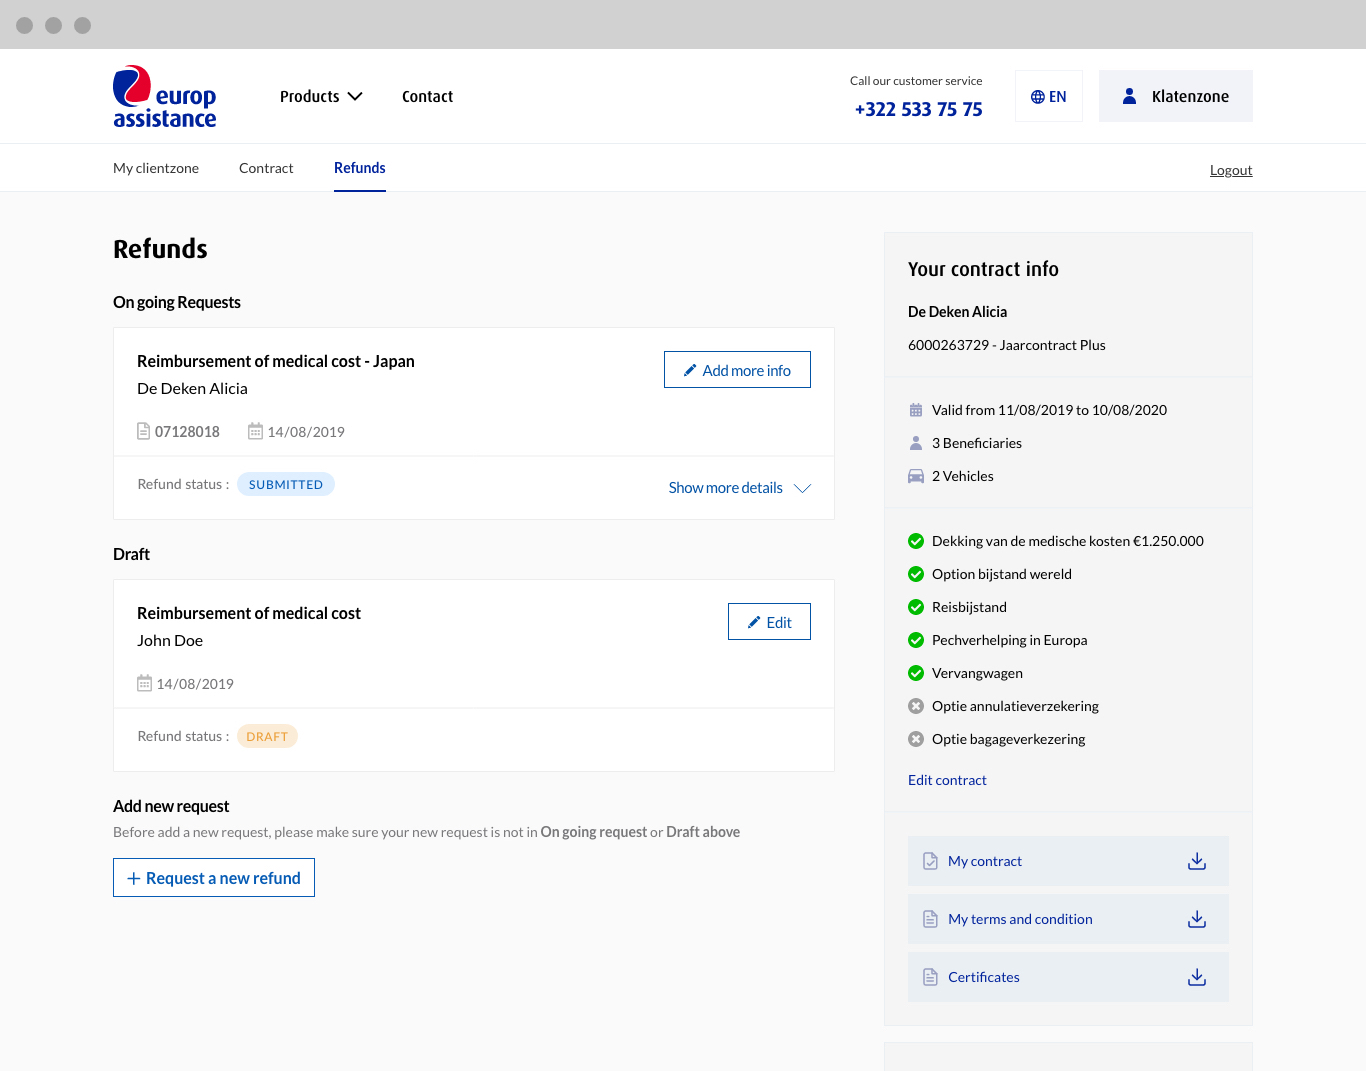 europ
assistance
Products
Contact
Call our customer service
+322 533 75 75
EN
Klatenzone
My clientzone
Contract
Refunds
Logout
Refunds
On going Requests
Reimbursement of medical cost - Japan
De Deken Alicia
Add more info
07128018
14/08/2019
Refund status :
SUBMITTED
Show more details
Draft
Reimbursement of medical cost
John Doe
Edit
14/08/2019
Refund status :
DRAFT
Add new request
Before add a new request, please make sure your new request is not in On going request or Draft above
Request a new refund
Your contract info
De Deken Alicia
6000263729 - Jaarcontract Plus
Valid from 11/08/2019 to 10/08/2020
3 Beneficiaries
2 Vehicles
Dekking van de medische kosten €1.250.000
Option bijstand wereld
Reisbijstand
Pechverhelping in Europa
Vervangwagen
Optie annulatieverzekering
Optie bagageverkezering
Edit contract
My contract
My terms and condition
Certificates